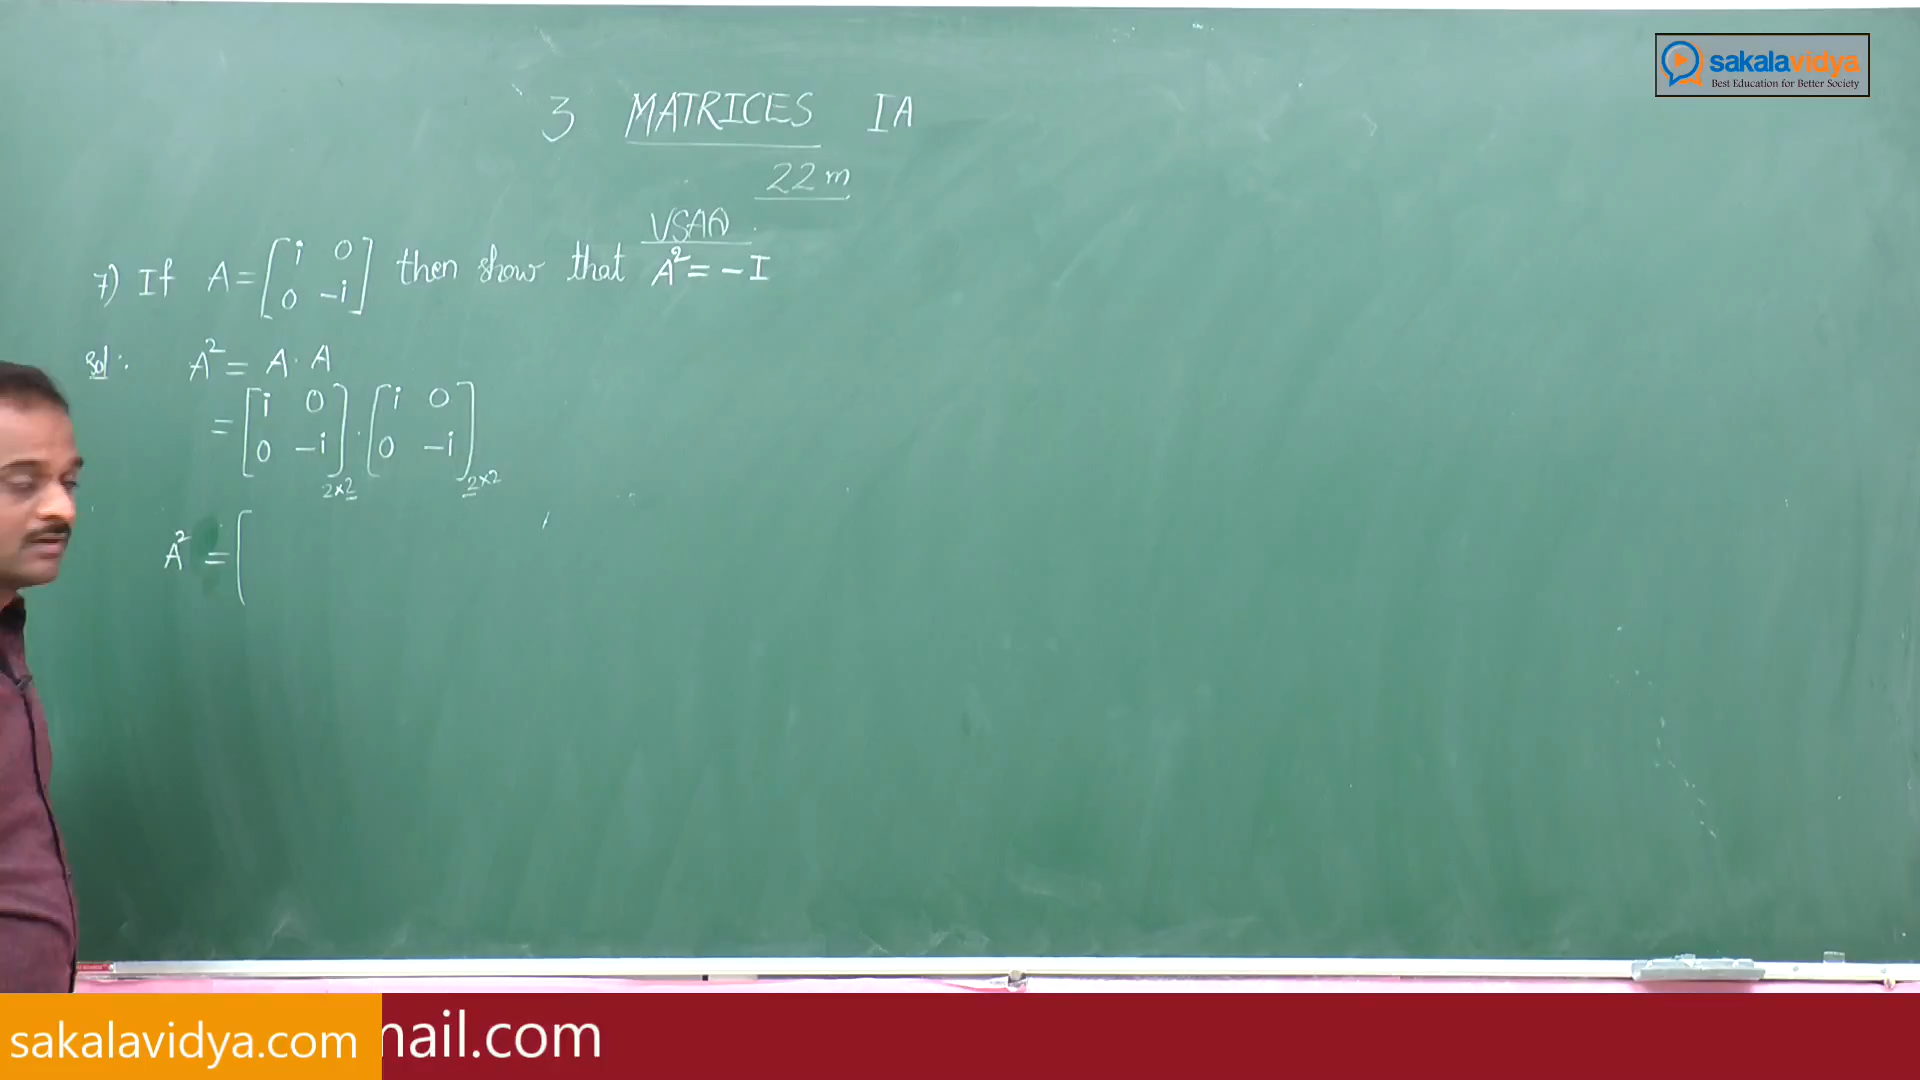 sakalavidya
Best Education for Better Society
3 MATRICES IA
22m
VSAQ
7) If A = [i 0 0 -i] then show that A² = -I
Sol :
A² = A · A
= [i 0 0 -i]2×2 · [i 0 0 -i]2×2
A² = [
sakalavidya.com
nail.com